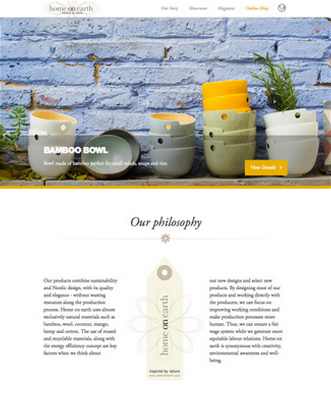 home on earth
inspired by nature
Our Story
Showroom
Magazine
Online Shop
BAMBOO BOWL
Bowl made of bamboo perfect for small salads, soups and rice.
View Details >
Our philosophy
Our products combine sustainability
and Nordic design, with its quality
and elegance - without wasting
resources along the production
process. Home on earth uses almost
exclusively natural materials such as
bamboo, wool, coconut, mango,
hemp and cotton. The use of reused
and recyclable materials, along with
the energy efficiency concept are key
factors when we think about
home on earth
inspired by nature
our new designs and select new
products. By designing most of our
products and working directly with
the producers, we can focus on
improving working conditions and
make production processes more
human. Thus, we can ensure a fair
wage system while we generate more
equitable labour relations. Home on
earth is synonymous with creativity,
environmental awareness and well-
being.